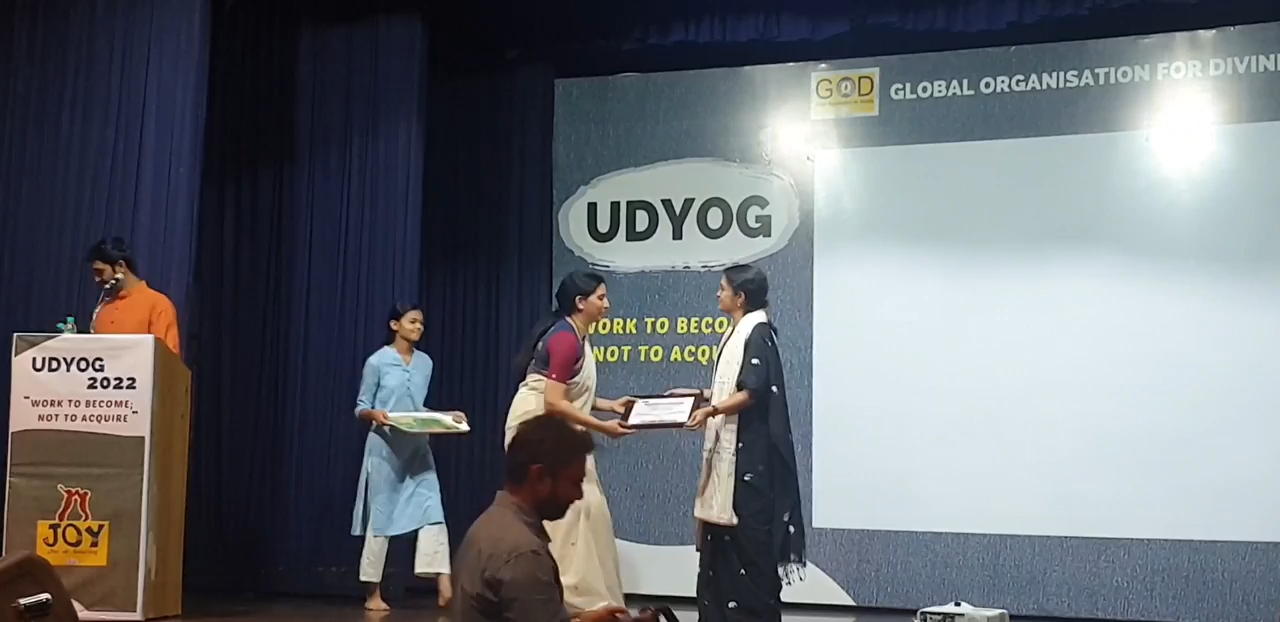 GOD
GLOBAL ORGANISATION FOR DIVINI
UDYOG
WORK TO BECO
NOT TO ACQU
UDYOG
2022
"WORK TO BECOME;
NOT TO ACQUIRE"
JOY